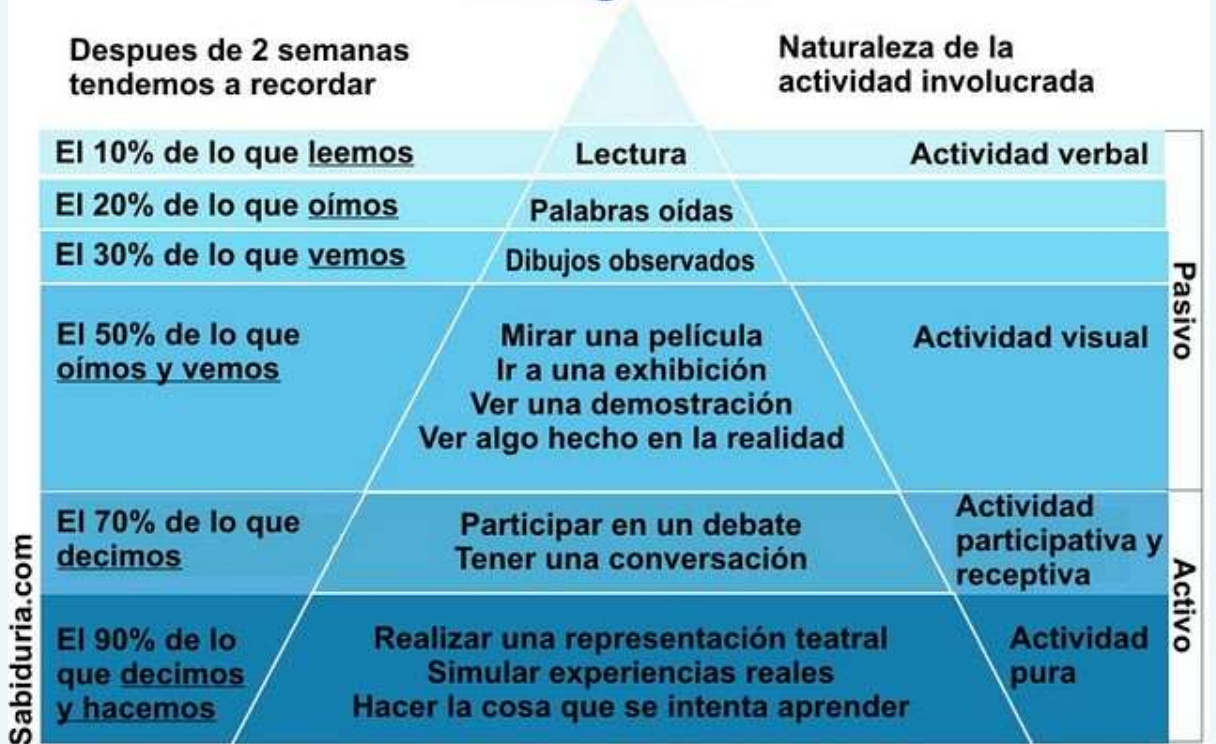 Despues de 2 semanas
tendemos a recordar
Naturaleza de la
actividad involucrada
El 10% de lo que leemos
Lectura
Actividad verbal
El 20% de lo que oímos
Palabras oídas
El 30% de lo que vemos
Dibujos observados
El 50% de lo que
oímos y vemos
Mirar una película
Ir a una exhibición
Ver una demostración
Ver algo hecho en la realidad
Actividad visual
Pasivo
El 70% de lo que
decimos
Participar en un debate
Tener una conversación
Actividad
participativa y
receptiva
El 90% de lo
que decimos
y hacemos
Realizar una representación teatral
Simular experiencias reales
Hacer la cosa que se intenta aprender
Actividad
pura
Activo
Sabiduria.com